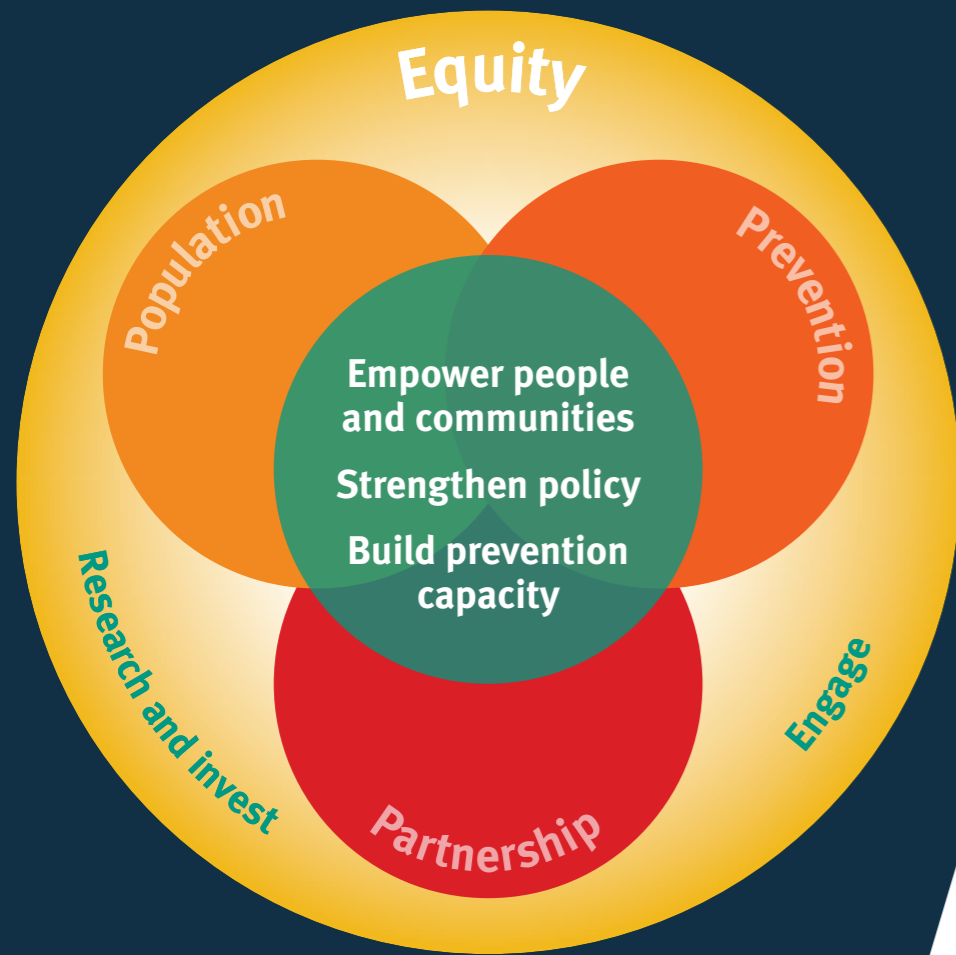 Equity
Population
Prevention
Empower people
and communities
Strengthen policy
Build prevention
capacity
Research and invest
Engage
Partnership